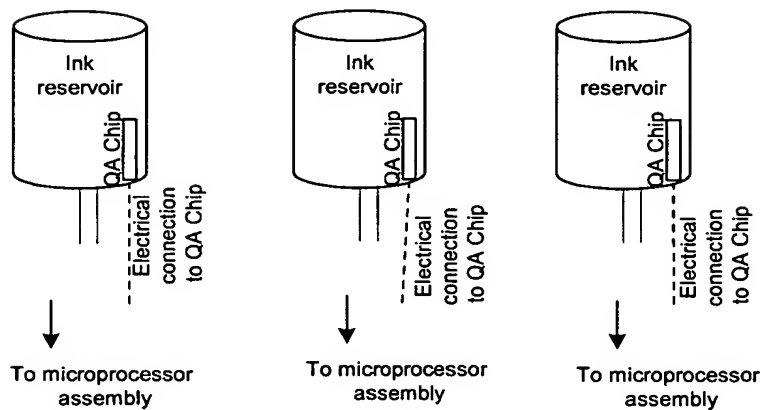 Ink
reservoir
QA Chip
Electrical
connection
to QA Chip
To microprocessor
assembly
Ink
reservoir
QA Chip
Electrical
connection
to QA Chip
To microprocessor
assembly
Ink
reservoir
QA Chip
Electrical
connection
to QA Chip
To microprocessor
assembly